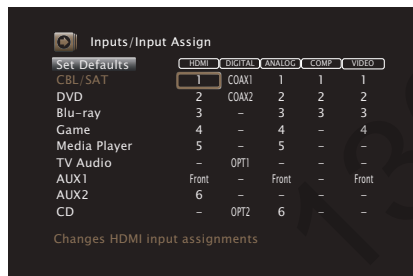 Inputs/Input Assign
Set Defaults HDMI DIGITAL ANALOG COMP VIDEO
CBL/SAT 1 COAX1 1 1 1
DVD 2 COAX2 2 2 2
Blu-ray 3 – 3 3 3
Game 4 – 4 – 4
Media Player 5 – 5 – –
TV Audio – OPT1 – – –
AUX1 Front – Front – Front
AUX2 6 – – – –
CD – OPT2 6 – –
Changes HDMI input assignments